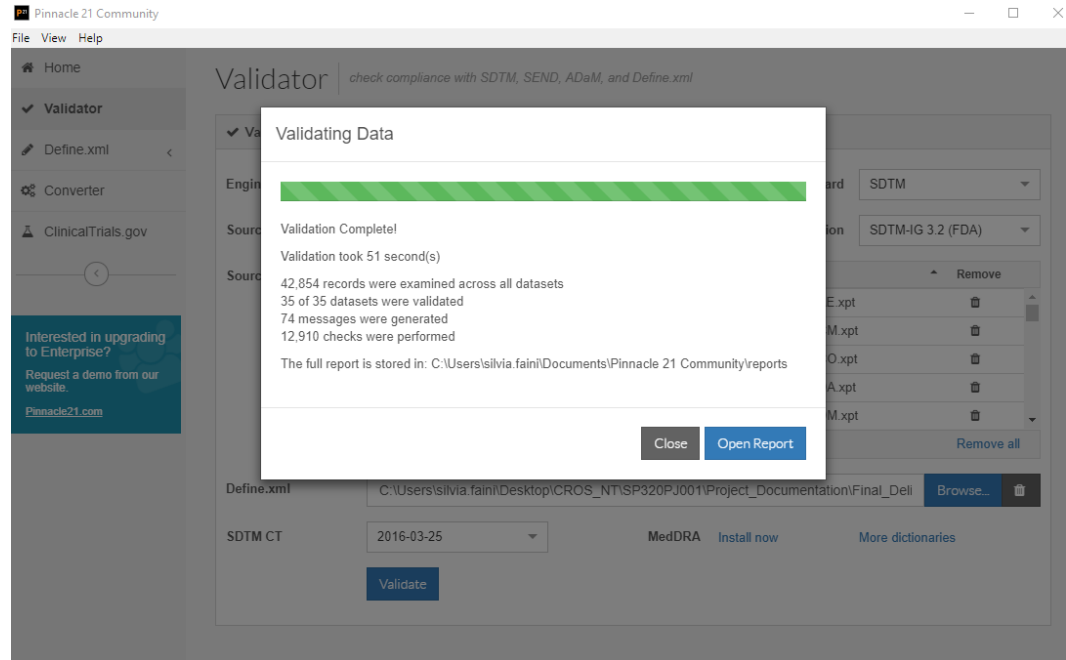 Pinnacle 21 Community
File View Help
Home
Validator check compliance with SDTM, SEND, ADaM, and Define.xml
Validator
Define.xml
Converter
ClinicalTrials.gov
Interested in upgrading
to Enterprise?
Request a demo from our
website.
Pinnacle21.com
Validating Data
Validation Complete!
Validation took 51 second(s)
42,854 records were examined across all datasets
35 of 35 datasets were validated
74 messages were generated
12,910 checks were performed
The full report is stored in: C:\Users\silvia.faini\Documents\Pinnacle 21 Community\reports
Close Open Report
Va
Engin ard SDTM
Sourc ion SDTM-IG 3.2 (FDA)
Sourc Remove
E.xpt
M.xpt
O.xpt
A.xpt
M.xpt
Remove all
Define.xml C:\Users\silvia.faini\Desktop\CROS_NT\SP320PJ001\Project_Documentation\Final_Deli Browse...
SDTM CT 2016-03-25 MedDRA Install now More dictionaries
Validate